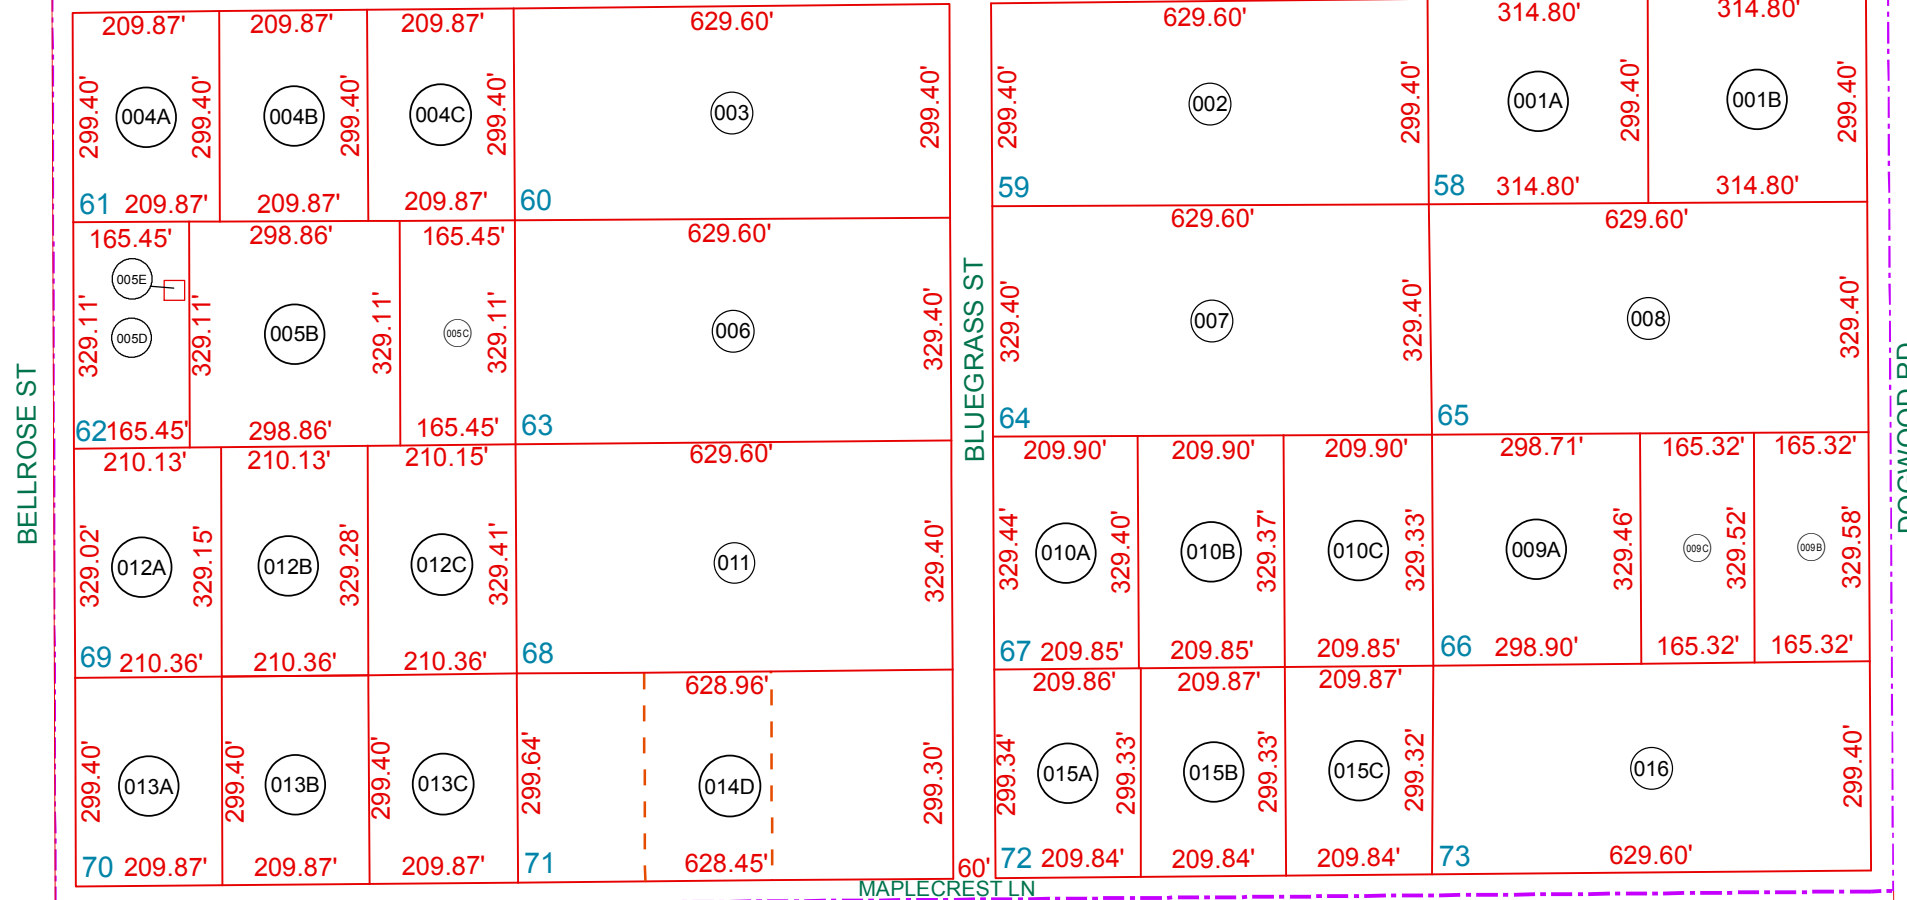 209.87' 209.87' 209.87' 629.60' 629.60' 314.80' 314.80'
299.40' 004A 299.40' 004B 299.40' 004C 299.40' 003 299.40' 299.40' 002 299.40' 001A 299.40' 001B 299.40'
61 209.87' 209.87' 209.87' 60 59 58 314.80' 314.80'
165.45' 298.86' 165.45' 629.60' 629.60' 629.60'
005E
329.11' 005D 329.11' 005B 329.11' 005C 329.11' 006 329.40' 329.40' 007 329.40' 008 329.40'
62 165.45' 298.86' 165.45' 63 64 65
BELLROSE ST
BLUEGRASS ST
DOGWOOD RD
210.13' 210.13' 210.15' 629.60' 209.90' 209.90' 209.90' 298.71' 165.32' 165.32'
329.02' 012A 329.15' 012B 329.28' 012C 329.41' 011 329.40' 329.44' 010A 329.40' 010B 329.37' 010C 329.33' 009A 329.46' 009C 329.52' 009B 329.58'
69 210.36' 210.36' 210.36' 68 67 209.85' 209.85' 209.85' 66 298.90' 165.32' 165.32'
628.96' 209.86' 209.87' 209.87'
299.40' 013A 299.40' 013B 299.40' 013C 299.64' 014D 299.30' 299.34' 015A 299.33' 015B 299.33' 015C 299.32' 016 299.40'
70 209.87' 209.87' 209.87' 71 628.45' 60' 72 209.84' 209.84' 209.84' 73 629.60'
MAPLECREST LN